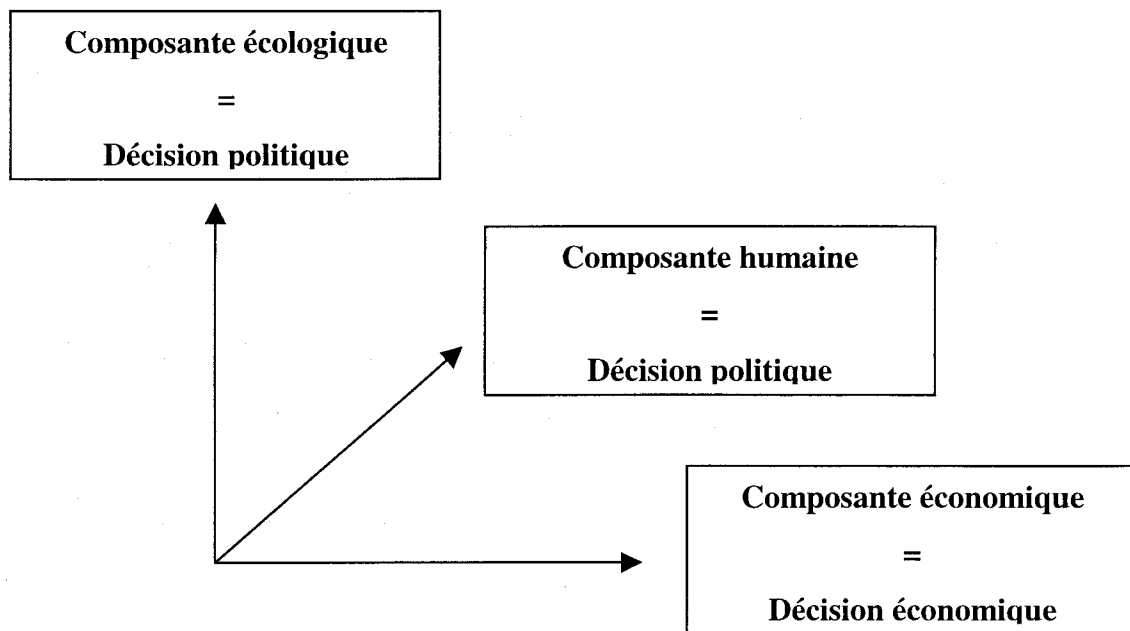 Composante écologique
=
Décision politique
Composante humaine
=
Décision politique
Composante économique
=
Décision économique